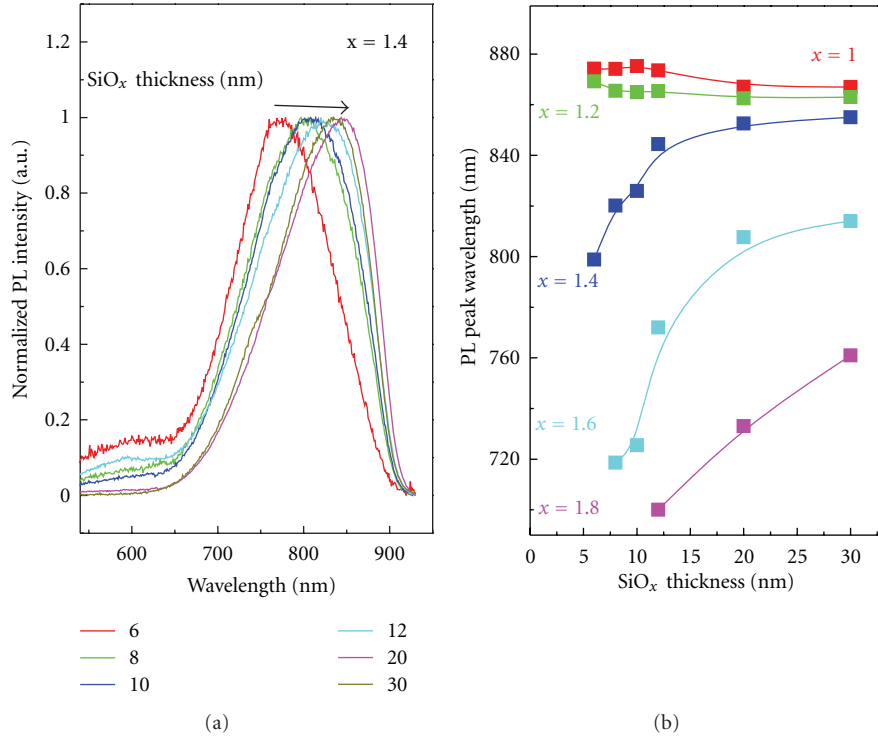 x = 1.4
SiOₓ thickness (nm)
Normalized PL intensity (a.u.)
1.2
1
0.8
0.6
0.4
0.2
0
600
700
800
900
Wavelength (nm)
6
8
10
12
20
30
(a)
PL peak wavelength (nm)
880
840
800
760
720
x = 1
x = 1.2
x = 1.4
x = 1.6
x = 1.8
0
5
10
15
20
25
30
SiOₓ thickness (nm)
(b)